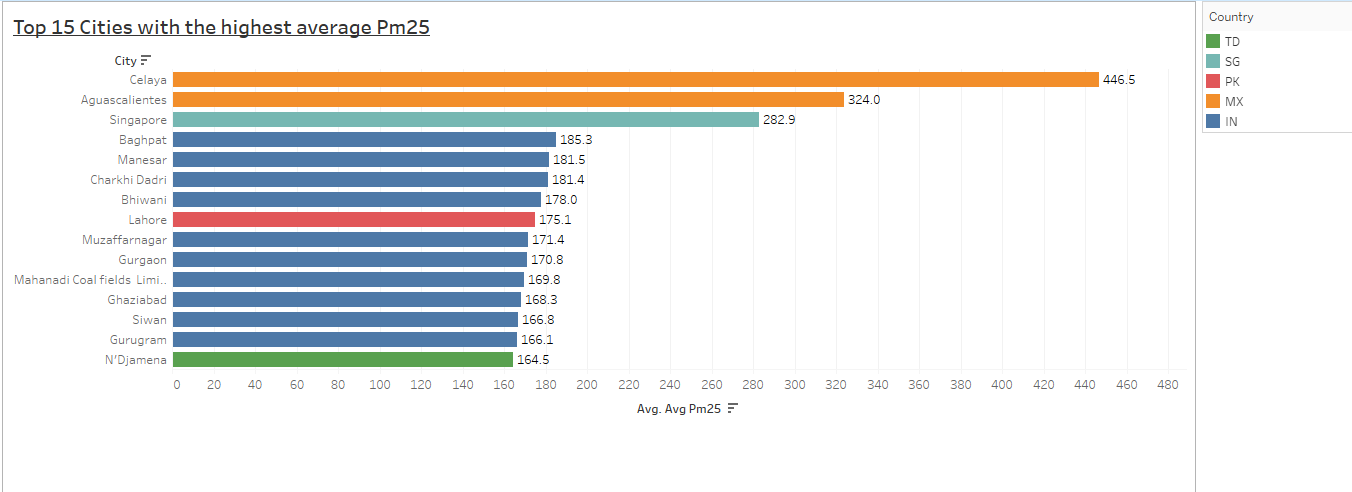 Top 15 Cities with the highest average Pm25
City
Celaya 446.5
Aguascalientes 324.0
Singapore 282.9
Baghpat 185.3
Manesar 181.5
Charkhi Dadri 181.4
Bhiwani 178.0
Lahore 175.1
Muzaffarnagar 171.4
Gurgaon 170.8
Mahanadi Coal fields Limi.. 169.8
Ghaziabad 168.3
Siwan 166.8
Gurugram 166.1
N'Djamena 164.5
0 20 40 60 80 100 120 140 160 180 200 220 240 260 280 300 320 340 360 380 400 420 440 460 480
Avg. Avg Pm25
Country
TD
SG
PK
MX
IN